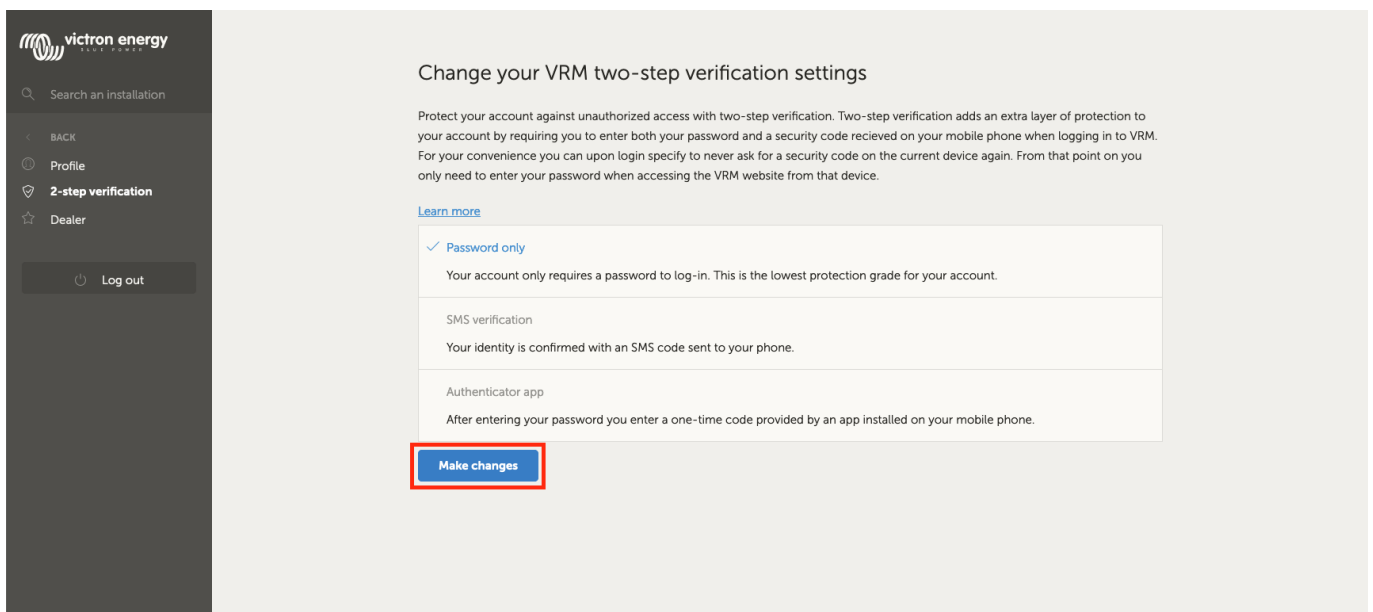 victron energy
BLUE POWER
Search an installation
BACK
Profile
2-step verification
Dealer
Log out
Change your VRM two-step verification settings
Protect your account against unauthorized access with two-step verification. Two-step verification adds an extra layer of protection to
your account by requiring you to enter both your password and a security code recieved on your mobile phone when logging in to VRM.
For your convenience you can upon login specify to never ask for a security code on the current device again. From that point on you
only need to enter your password when accessing the VRM website from that device.
Learn more
Password only
Your account only requires a password to log-in. This is the lowest protection grade for your account.
SMS verification
Your identity is confirmed with an SMS code sent to your phone.
Authenticator app
After entering your password you enter a one-time code provided by an app installed on your mobile phone.
Make changes